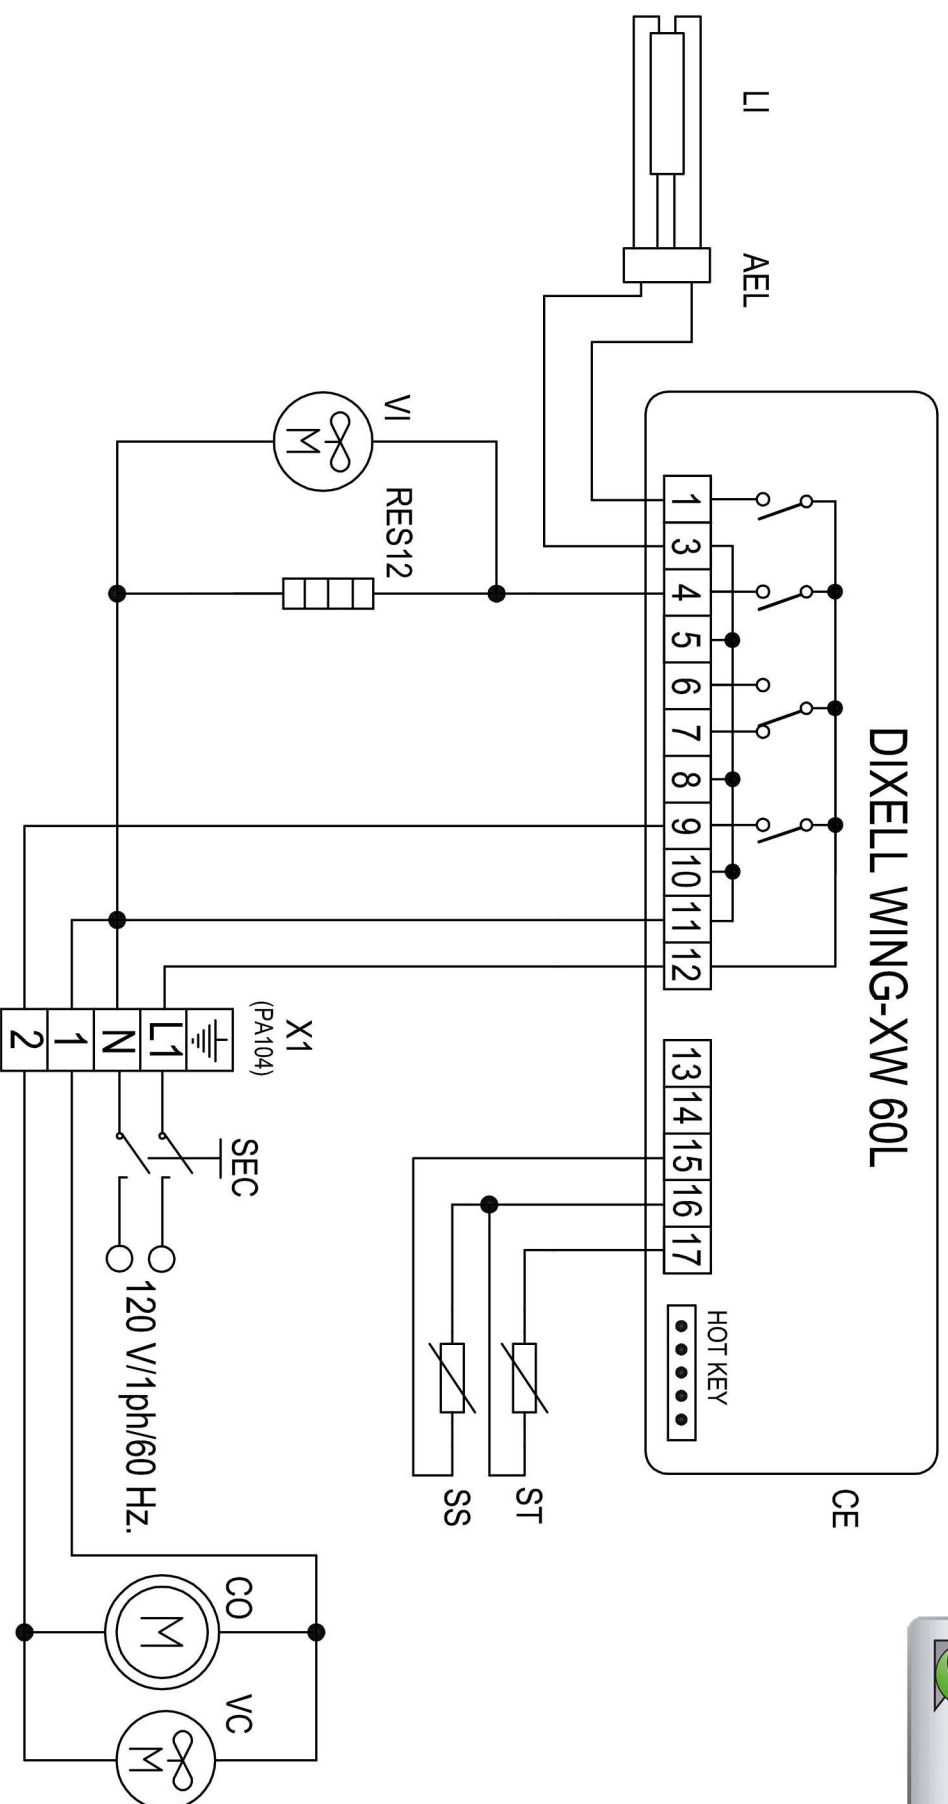 DIXELL WING-XW 60L
CE
LI
AEL
1 3 4 5 6 7 8 9 10 11 12
13 14 15 16 17
HOT KEY
VI
M
RES12
ST
SS
X1
(PA104)
L1
N
1
2
SEC
120 V/1ph/60 Hz.
CO
M
VC
M